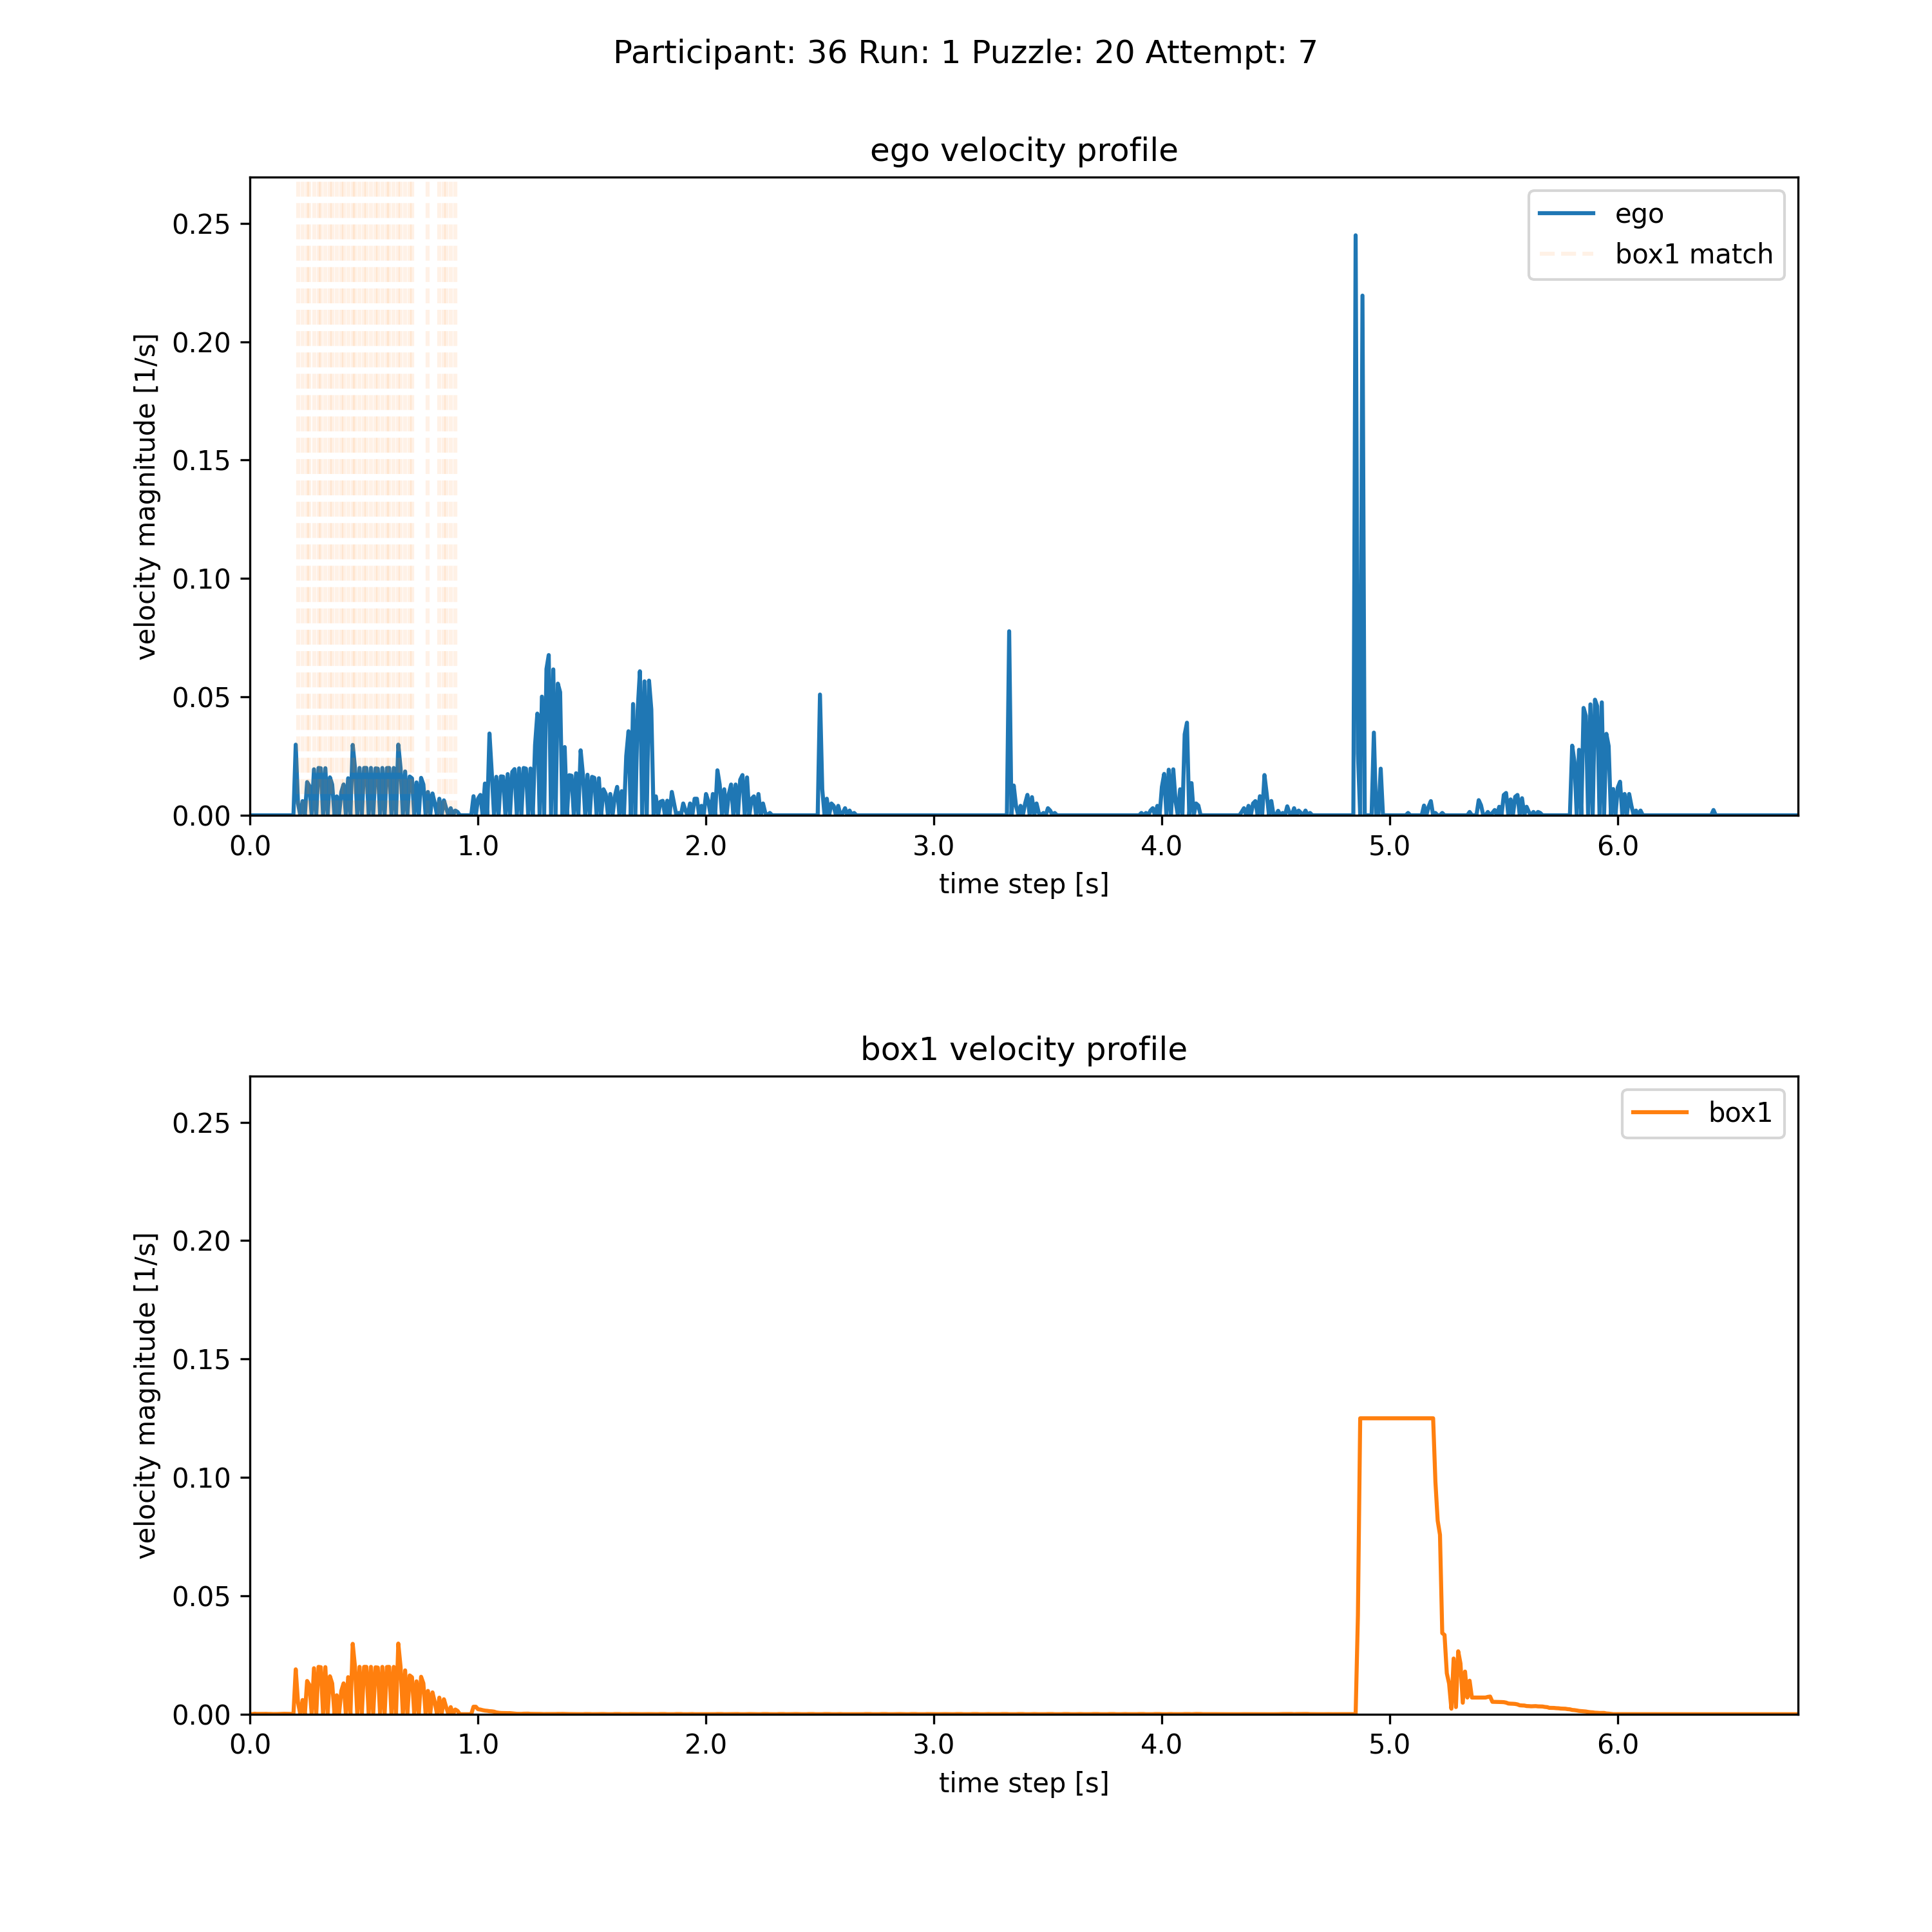 Participant: 36 Run: 1 Puzzle: 20 Attempt: 7
ego velocity profile
velocity magnitude [1/s]
0.25
0.20
0.15
0.10
0.05
0.00
ego
box1 match
0.0 1.0 2.0 3.0 4.0 5.0 6.0
time step [s]
box1 velocity profile
velocity magnitude [1/s]
0.25
0.20
0.15
0.10
0.05
0.00
box1
0.0 1.0 2.0 3.0 4.0 5.0 6.0
time step [s]